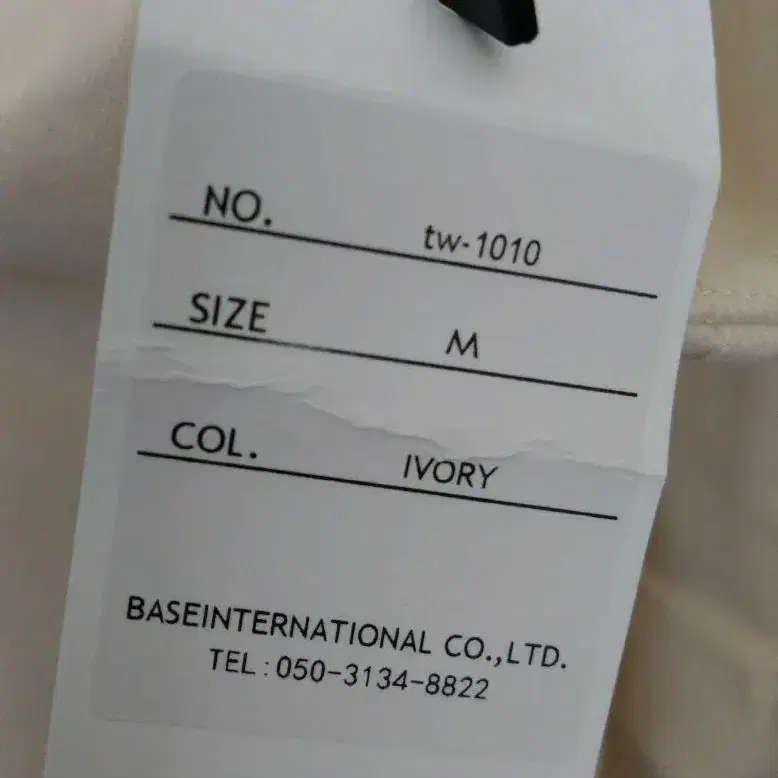 NO. tw-1010
SIZE M
COL. IVORY
BASEINTERNATIONAL CO.,LTD.
TEL : 050-3134-8822